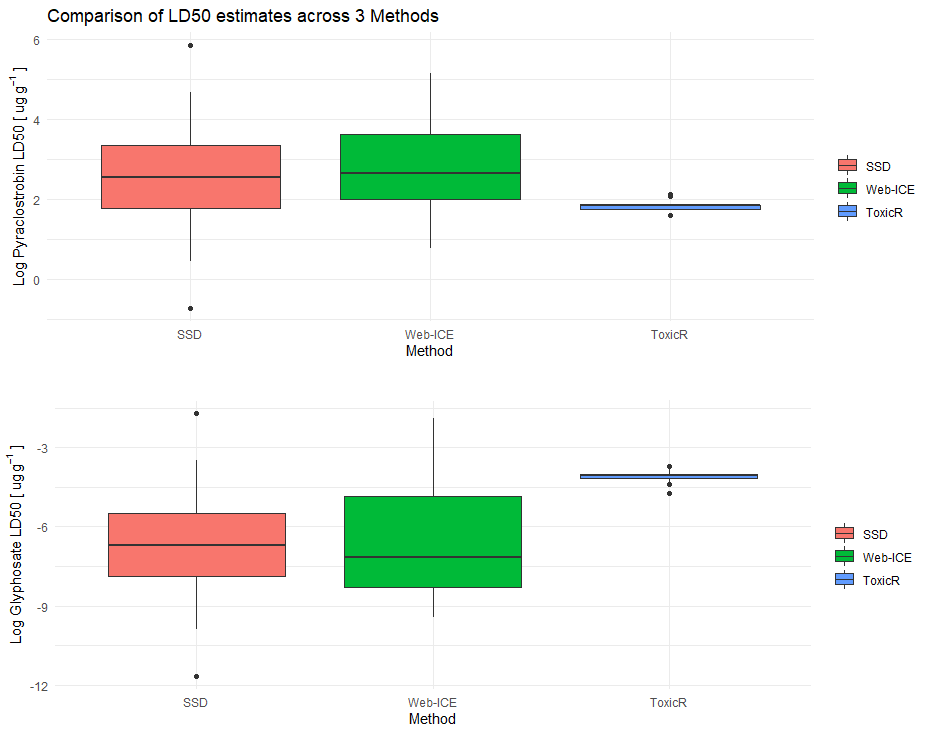 Comparison of LD50 estimates across 3 Methods
Log Pyraclostrobin LD50 [ ug g⁻¹ ]
6
4
2
0
SSD
Web-ICE
ToxicR
Method
SSD
Web-ICE
ToxicR
Log Glyphosate LD50 [ ug g⁻¹ ]
-3
-6
-9
-12
SSD
Web-ICE
ToxicR
Method
SSD
Web-ICE
ToxicR